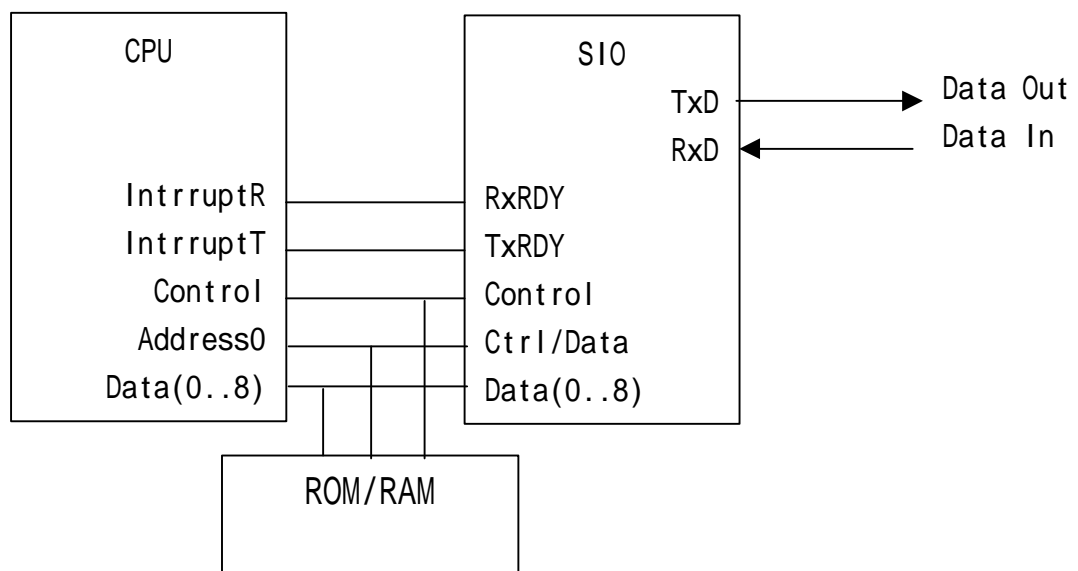 CPU
IntrruptR
IntrruptT
Control
Address0
Data(0..8)
SIO
TxD
RxD
RxRDY
TxRDY
Control
Ctrl/Data
Data(0..8)
Data Out
Data In
ROM/RAM